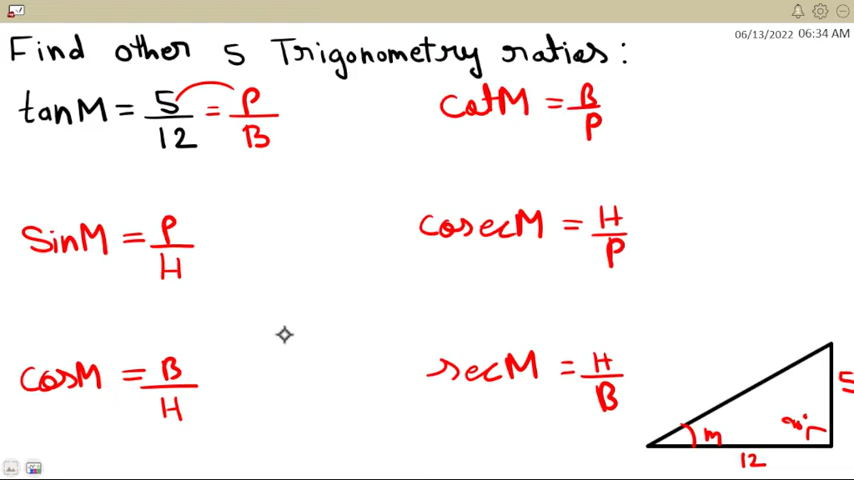 06/13/2022 06:34 AM
Find other 5 Trigonometry ratios:
tanM = 5/12 = P/B
cotM = B/P
SinM = P/H
cosecM = H/P
cosM = B/H
secM = H/B
5
M 90°
12